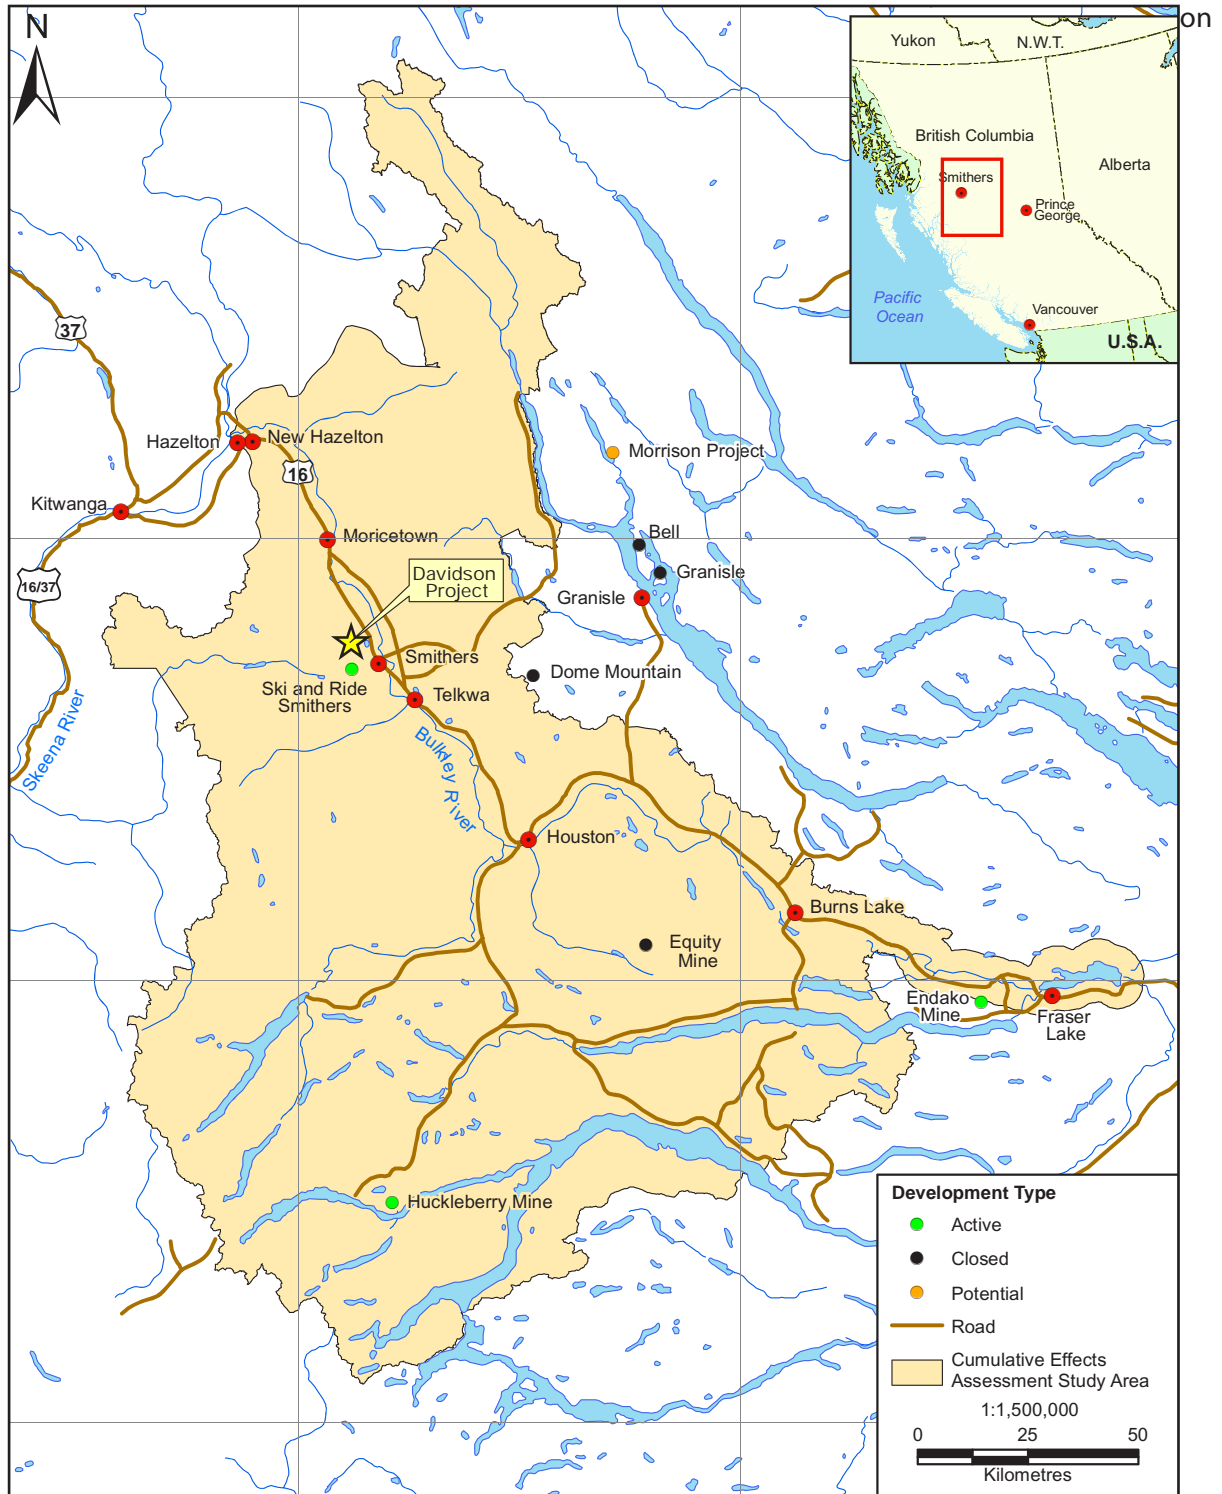 on
N
Yukon
N.W.T.
British Columbia
Alberta
Smithers
Prince
George
Pacific
Ocean
Vancouver
U.S.A.
37
Hazelton
New Hazelton
16
Morrison Project
Kitwanga
Moricetown
Bell
Granisle
16/37
Davidson
Project
Granisle
Smithers
Dome Mountain
Ski and Ride
Smithers
Telkwa
Skeena River
Bulkley River
Houston
Burns Lake
Equity
Mine
Endako
Mine
Fraser
Lake
Huckleberry Mine
Development Type
Active
Closed
Potential
Road
Cumulative Effects
Assessment Study Area
1:1,500,000
0 25 50
Kilometres